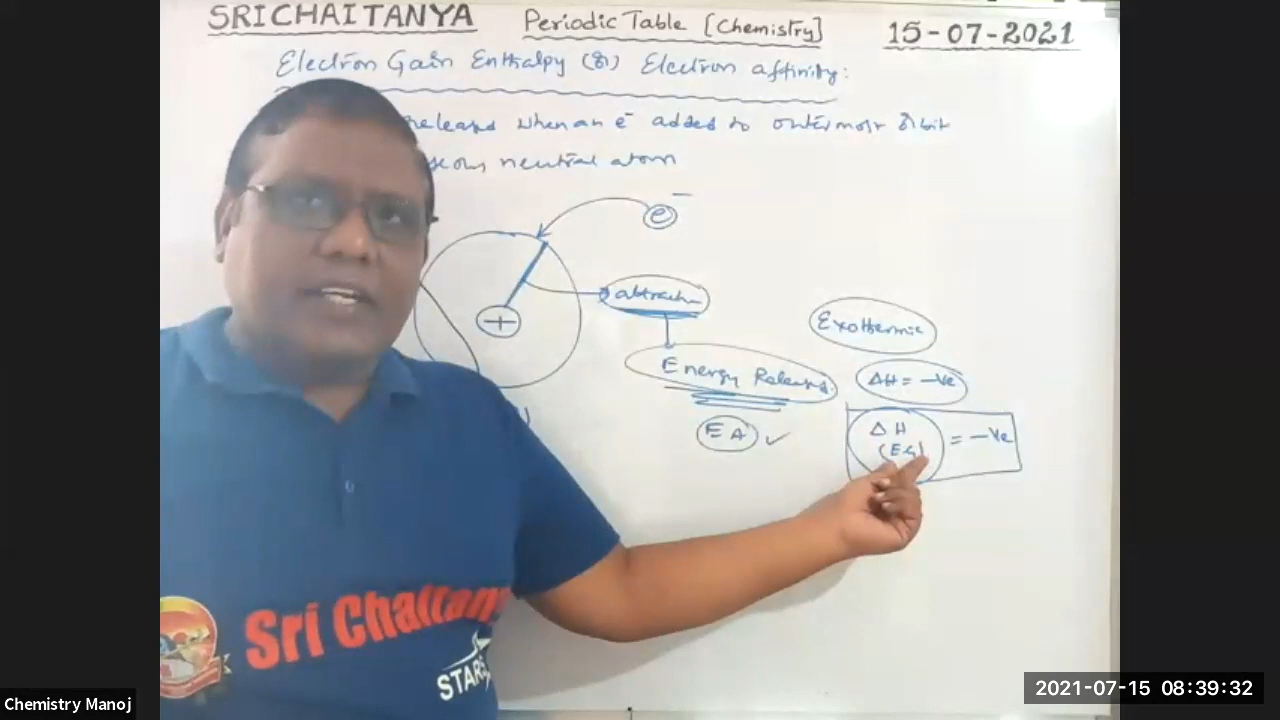 SRICHAITANYA Periodic Table [Chemistry] 15-07-2021
Electron Gain Enthalpy (or) Electron affinity:
released when an e⁻ added to outermost orbit
neutral atom
e⁻
+
attraction
Energy Released
EA ✓
Exothermic
ΔH = -Ve
ΔH (EG) = -Ve
Sri Chaitany
STAR
Chemistry Manoj
2021-07-15 08:39:32